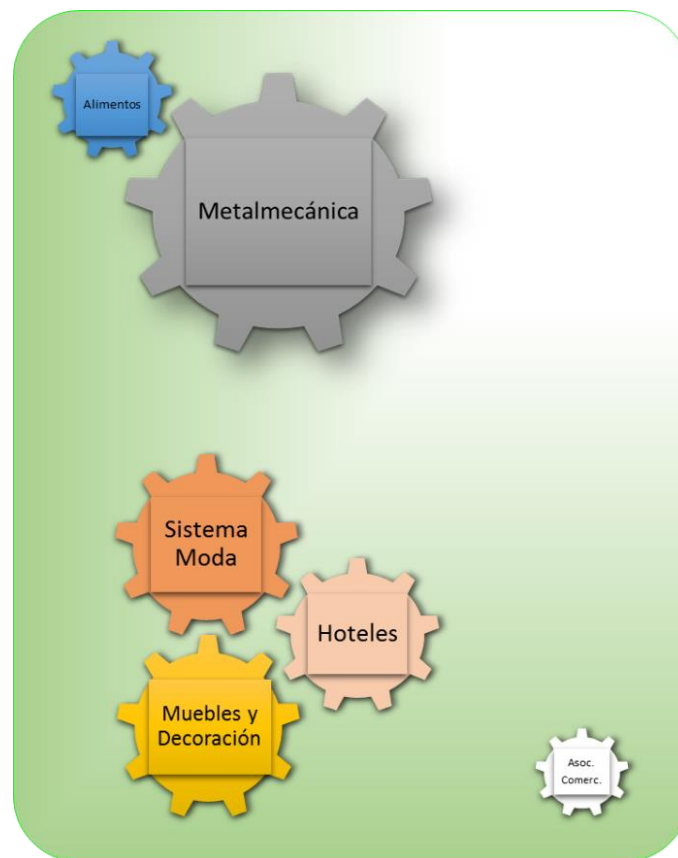 Alimentos
Metalmecánica
Sistema
Moda
Hoteles
Muebles y
Decoración
Asoc.
Comerc.